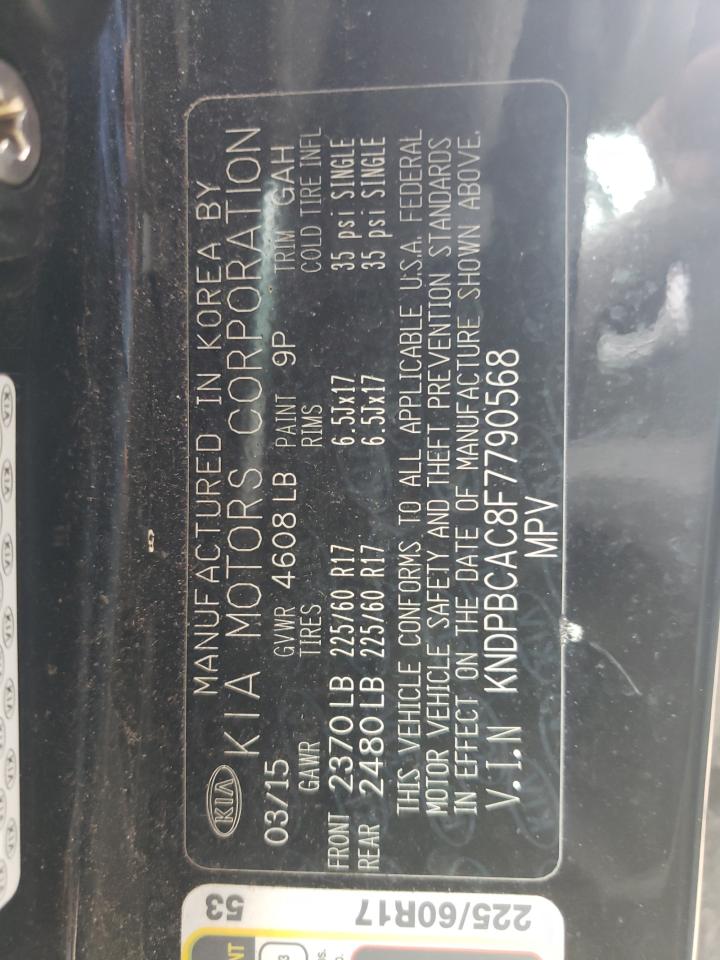 MANUFACTURED IN KOREA BY
KIA KIA MOTORS CORPORATION
03/15 GVWR 4608 LB PAINT 9P TRIM GAH
GAWR TIRES RIMS COLD TIRE INFL
FRONT 2370 LB 225/60 R17 6.5Jx17 35 psi SINGLE
REAR 2480 LB 225/60 R17 6.5Jx17 35 psi SINGLE
THIS VEHICLE CONFORMS TO ALL APPLICABLE U.S.A. FEDERAL
MOTOR VEHICLE SAFETY AND THEFT PREVENTION STANDARDS
IN EFFECT ON THE DATE OF MANUFACTURE SHOWN ABOVE.
V.I.N KNDPBCAC8F7790568
MPV
225/60R17
53